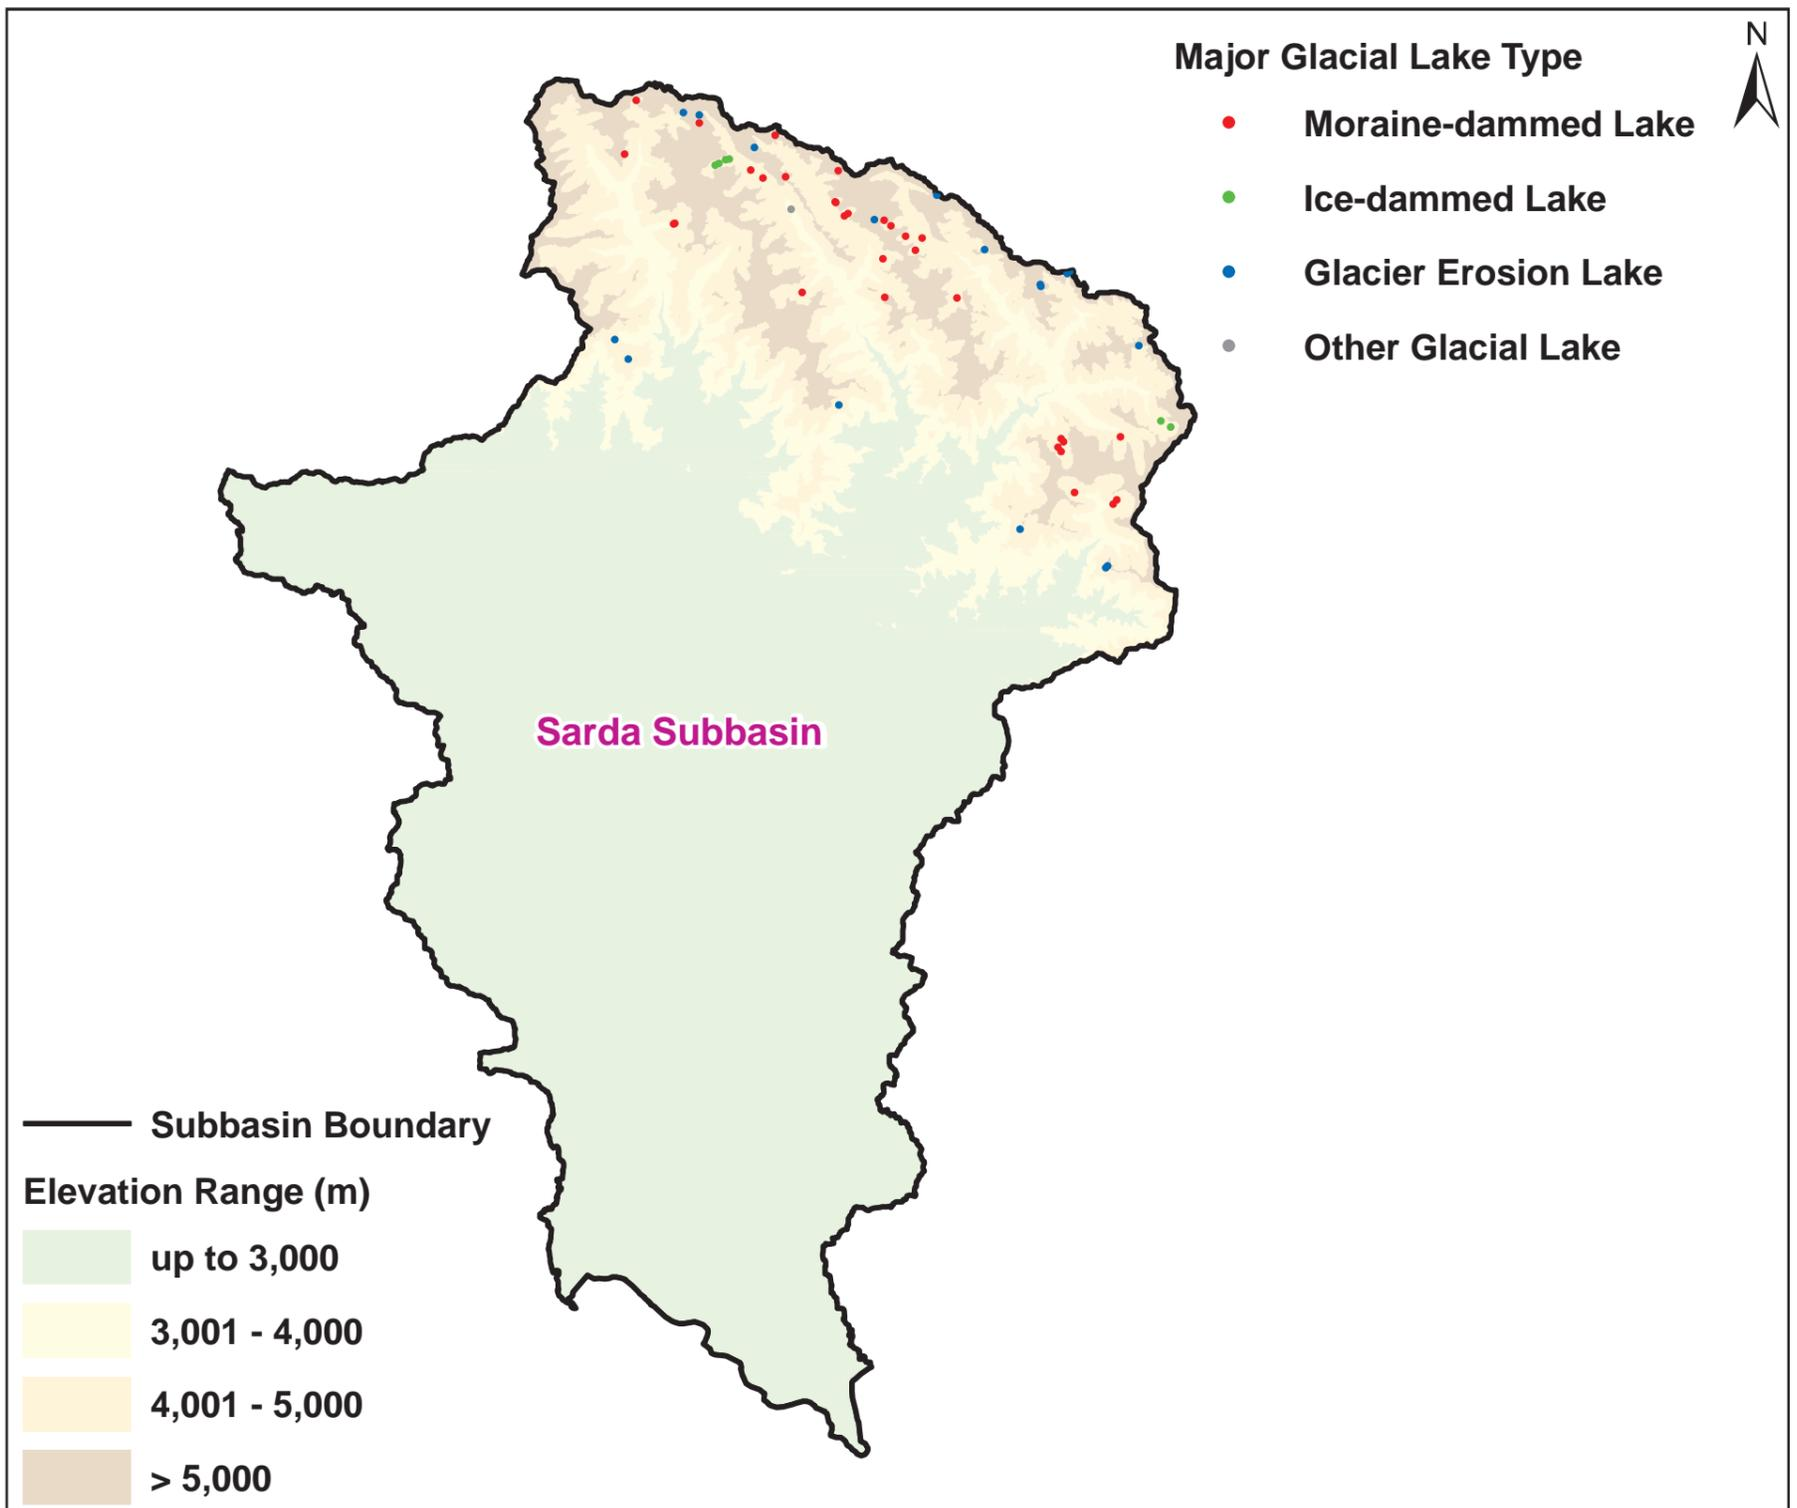 N
Major Glacial Lake Type
Moraine-dammed Lake
Ice-dammed Lake
Glacier Erosion Lake
Other Glacial Lake
Sarda Subbasin
Subbasin Boundary
Elevation Range (m)
up to 3,000
3,001 - 4,000
4,001 - 5,000
> 5,000